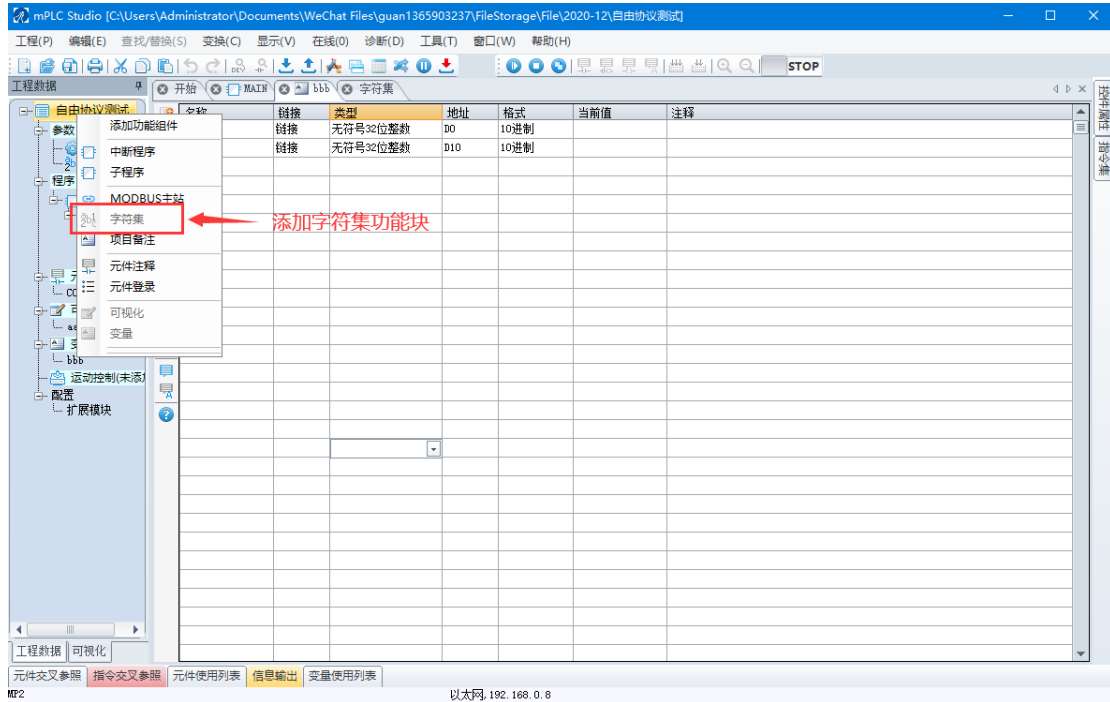 mPLC Studio [C:\Users\Administrator\Documents\WeChat Files\guan1365903237\FileStorage\File\2020-12\自由协议测试]
工程(P) 编辑(E) 查找/替换(S) 变换(C) 显示(V) 在线(0) 诊断(D) 工具(T) 窗口(W) 帮助(H)
STOP
工程数据 开始 MAIN bbb 字符集
自由协议测试 名称 链接 类型 地址 格式 当前值 注释
参数 添加功能组件 链接 无符号32位整数 D0 10进制
中断程序 链接 无符号32位整数 D10 10进制
程序 子程序
MODBUS主站
字符集 添加字符集功能块
项目备注
元件注释
元件登录
可视化
变量
bbb
运动控制(未添加
配置
扩展模块
控件属性
指令集
工程数据 可视化
元件交叉参照 指令交叉参照 元件使用列表 信息输出 变量使用列表
MP2 以太网,192.168.0.8